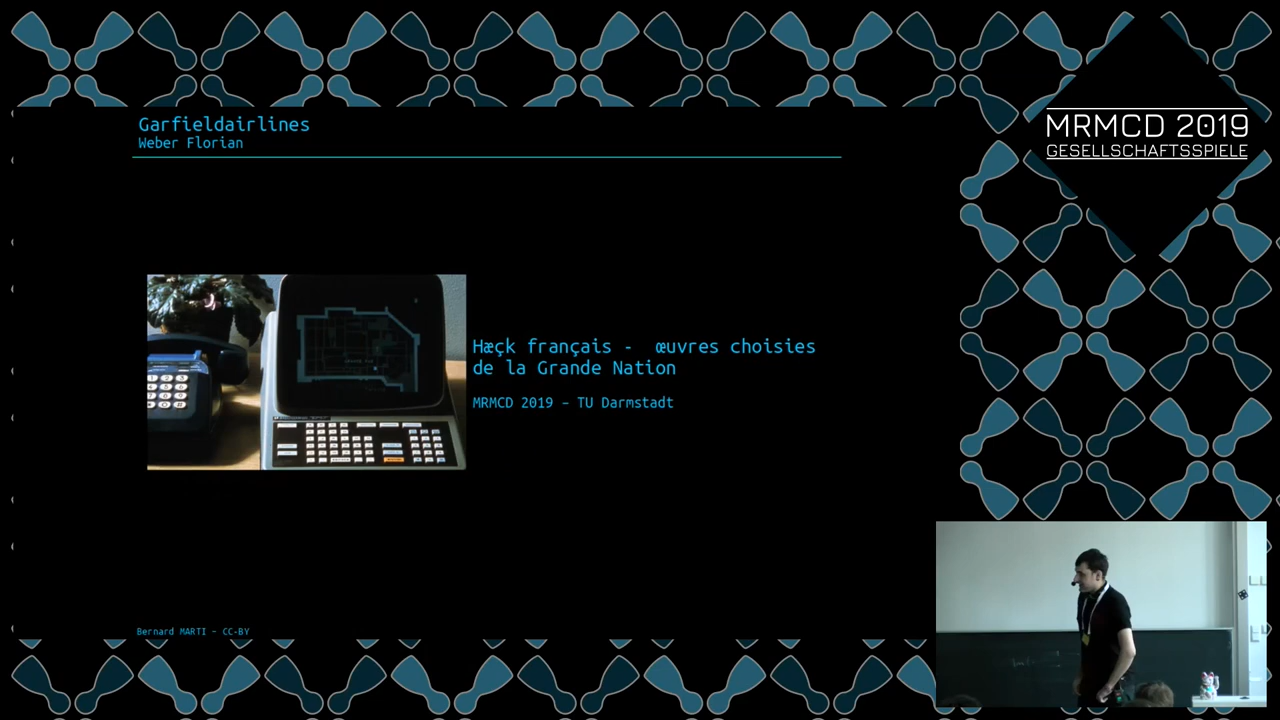 Garfieldairlines
Weber Florian
MRMCD 2019
GESELLSCHAFTSSPIELE
Hæçk français - œuvres choisies
de la Grande Nation
MRMCD 2019 – TU Darmstadt
Bernard MARTI – CC-BY